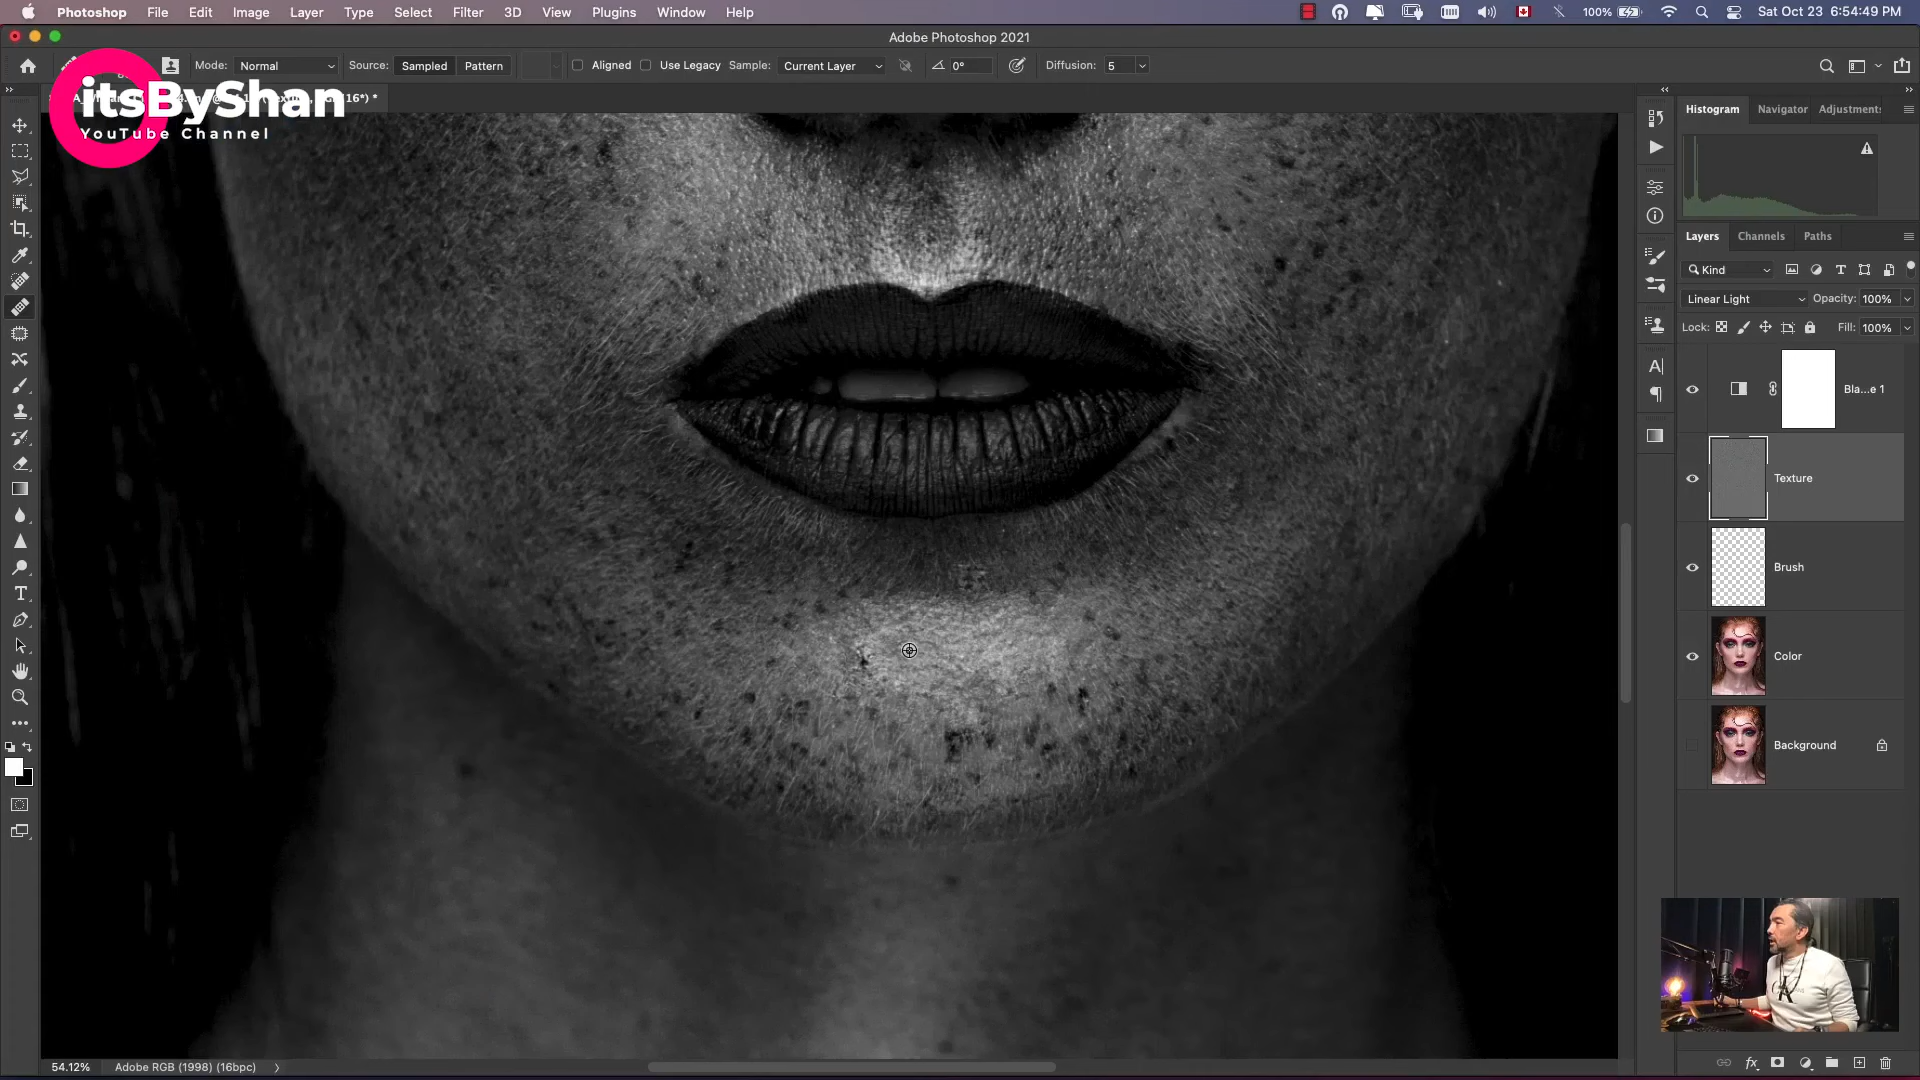 Photoshop File Edit Image Layer Type Select Filter 3D View Plugins Window Help 100% Sat Oct 23 6:54:49 PM
Adobe Photoshop 2021
Mode: Normal Source: Sampled Pattern Aligned Use Legacy Sample: Current Layer 0° Diffusion: 5
itsByShan
YouTube Channel
Histogram Navigator Adjustments
Layers Channels Paths
Kind
Linear Light Opacity: 100%
Lock: Fill: 100%
Bla...e 1
Texture
Brush
Color
Background
54.12% Adobe RGB (1998) (16bpc)